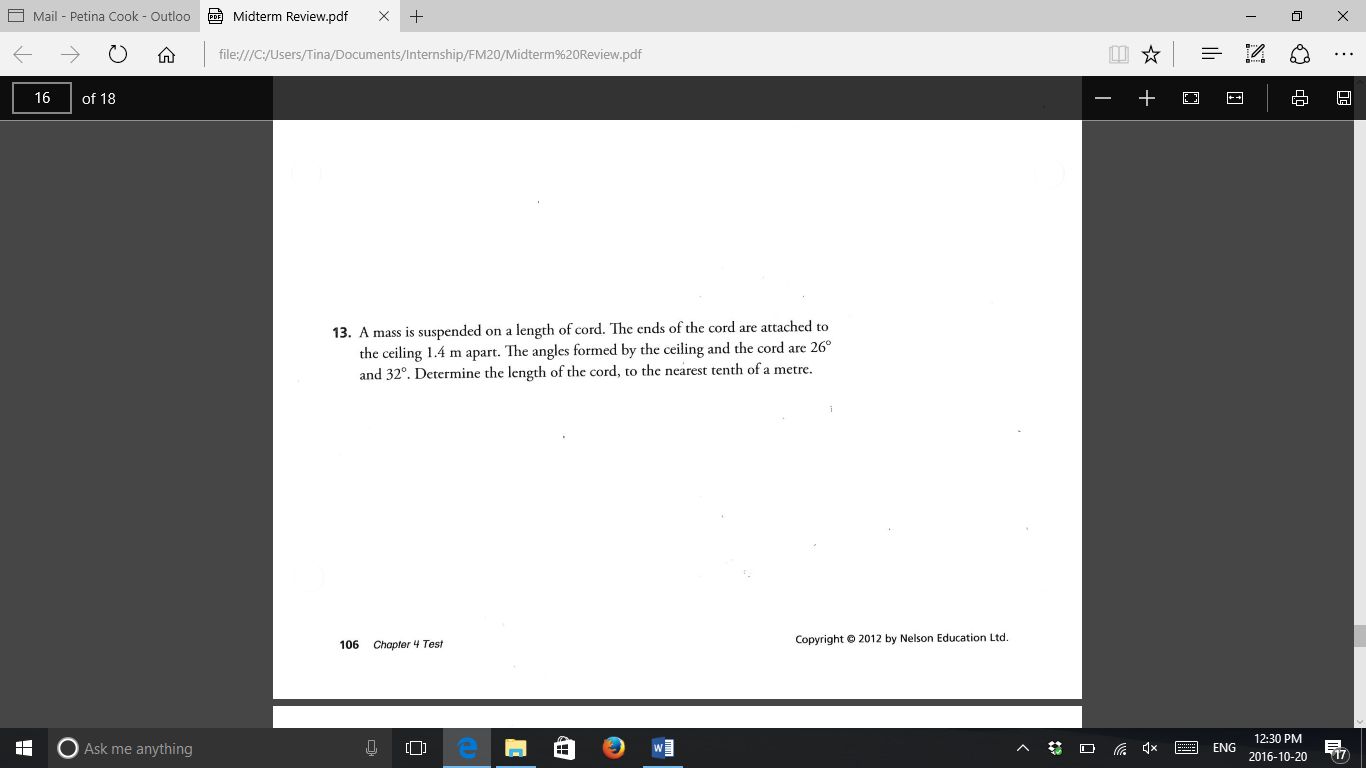 Mail - Petina Cook - Outloo
PDF
Midterm Review.pdf
file:///C:/Users/Tina/Documents/Internship/FM20/Midterm%20Review.pdf
16 of 18
13. A mass is suspended on a length of cord. The ends of the cord are attached to
the ceiling 1.4 m apart. The angles formed by the ceiling and the cord are 26°
and 32°. Determine the length of the cord, to the nearest tenth of a metre.
106 Chapter 4 Test
Copyright © 2012 by Nelson Education Ltd.
Ask me anything
ENG
12:30 PM
2016-10-20
17